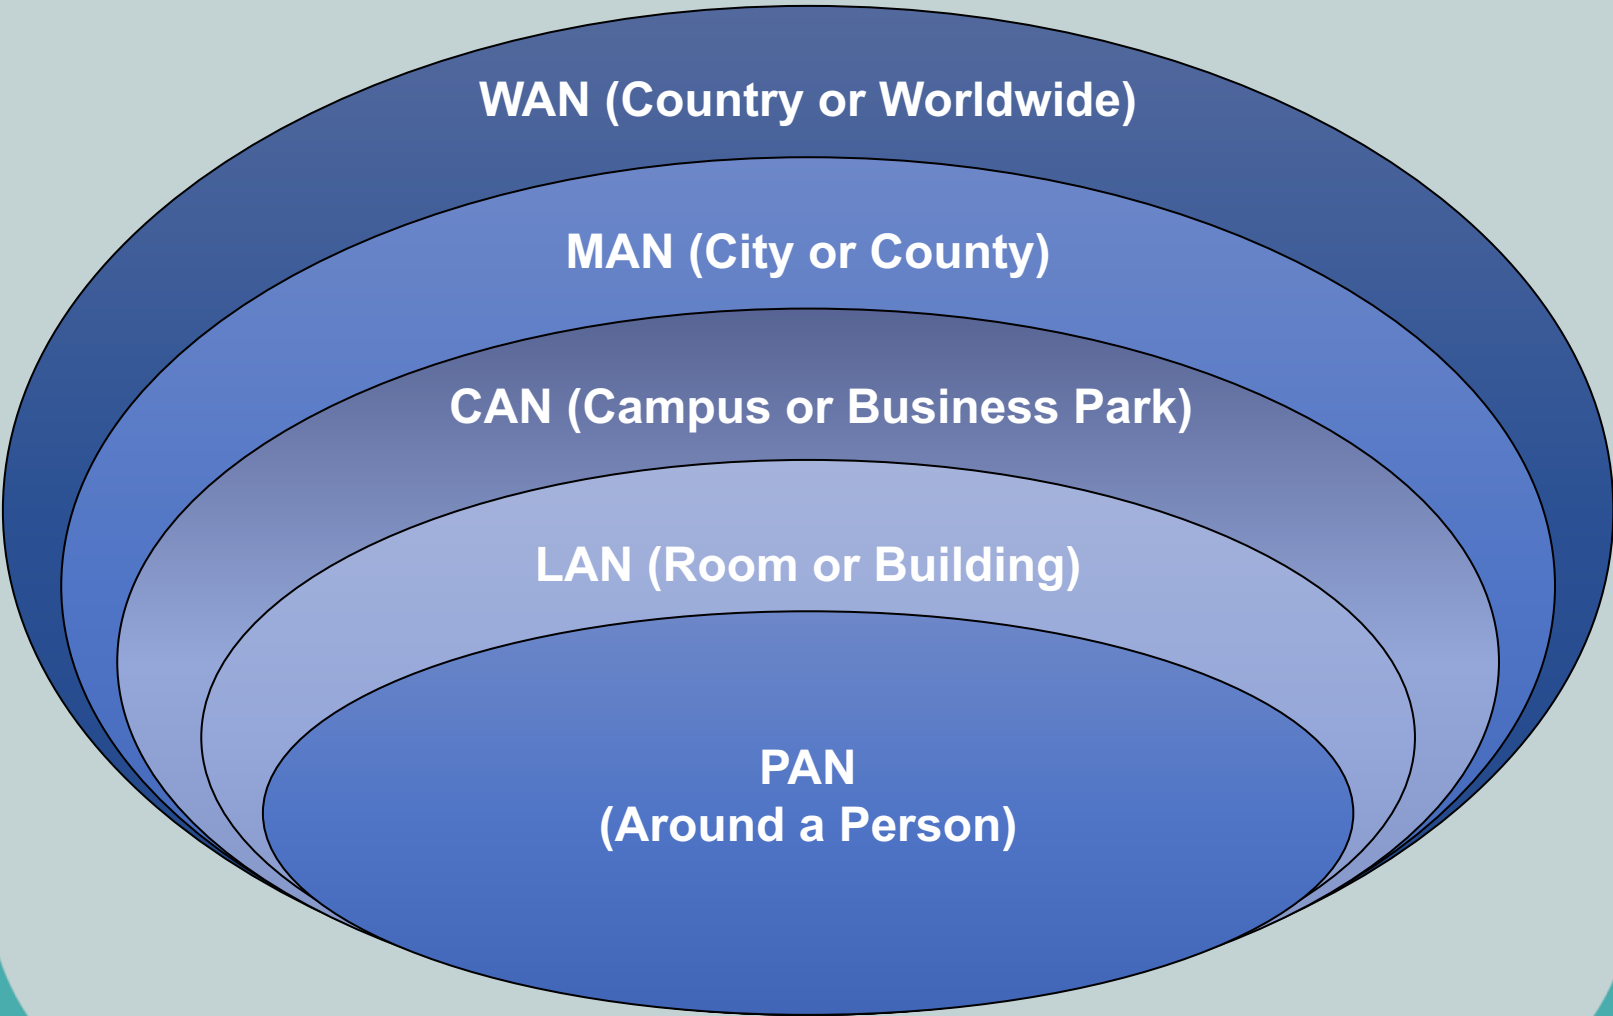 WAN (Country or Worldwide)
MAN (City or County)
CAN (Campus or Business Park)
LAN (Room or Building)
PAN
(Around a Person)